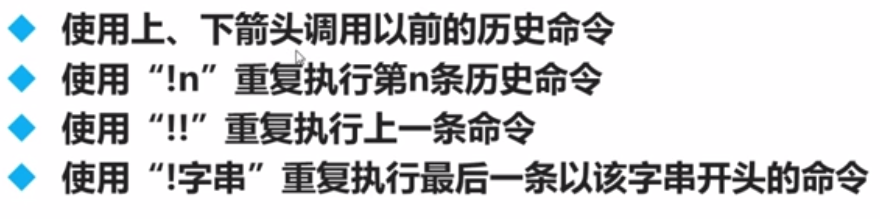 使用上、下箭头调用以前的历史命令
使用“!n”重复执行第n条历史命令
使用“!!”重复执行上一条命令
使用“!字串”重复执行最后一条以该字串开头的命令